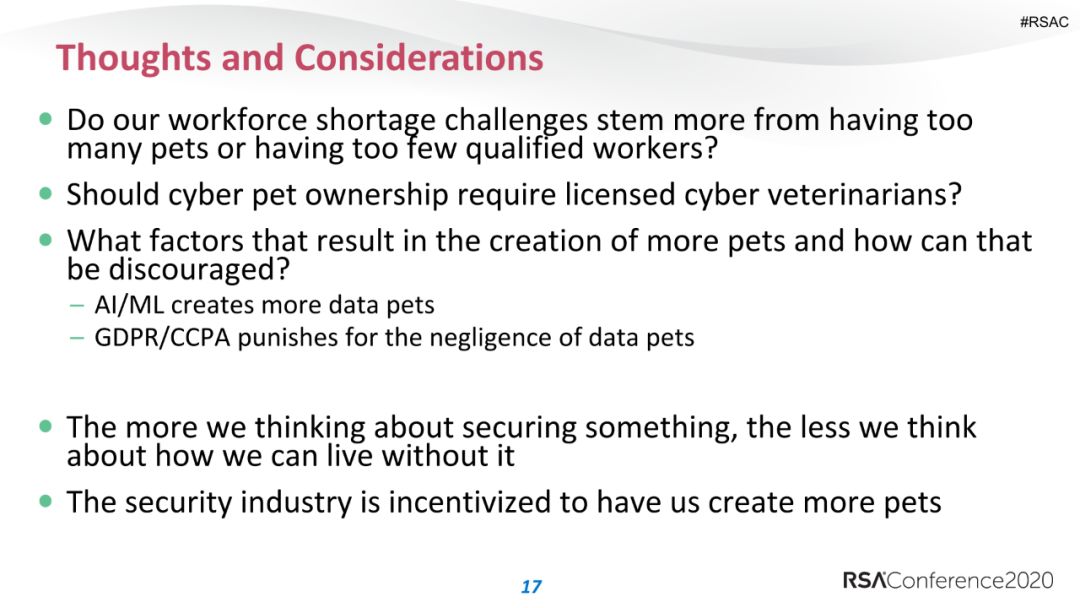 #RSAC
Thoughts and Considerations
• Do our workforce shortage challenges stem more from having too
many pets or having too few qualified workers?
• Should cyber pet ownership require licensed cyber veterinarians?
• What factors that result in the creation of more pets and how can that
be discouraged?
– AI/ML creates more data pets
– GDPR/CCPA punishes for the negligence of data pets
• The more we thinking about securing something, the less we think
about how we can live without it
• The security industry is incentivized to have us create more pets
17
RSA Conference2020